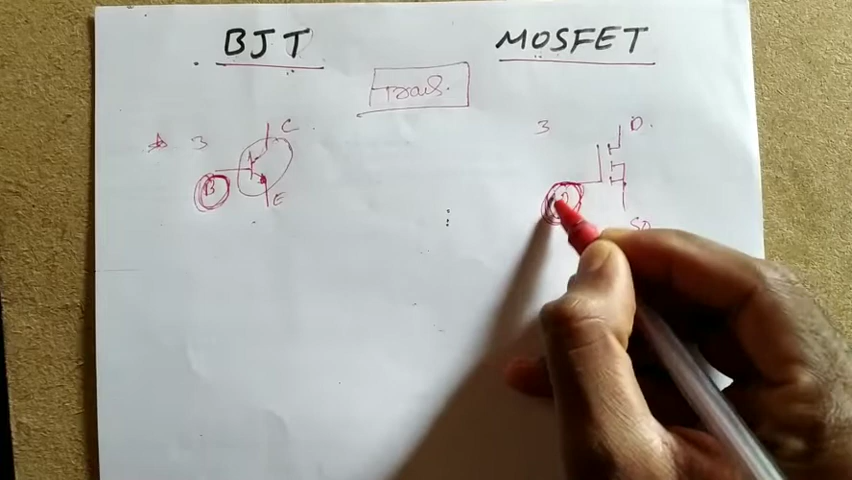 BJT MOSFET
Trans.
3 C 3 D.
B
E